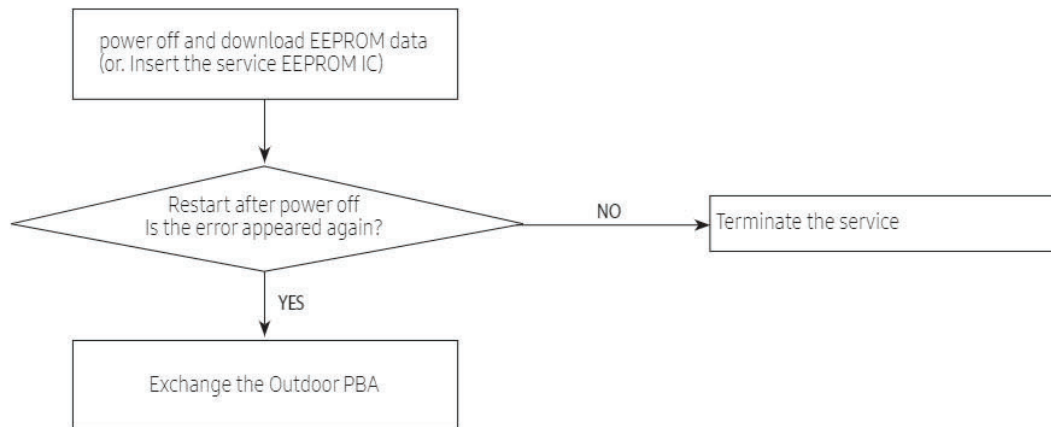 power off and download EEPROM data
(or. Insert the service EEPROM IC)
Restart after power off
Is the error appeared again?
NO
Terminate the service
YES
Exchange the Outdoor PBA